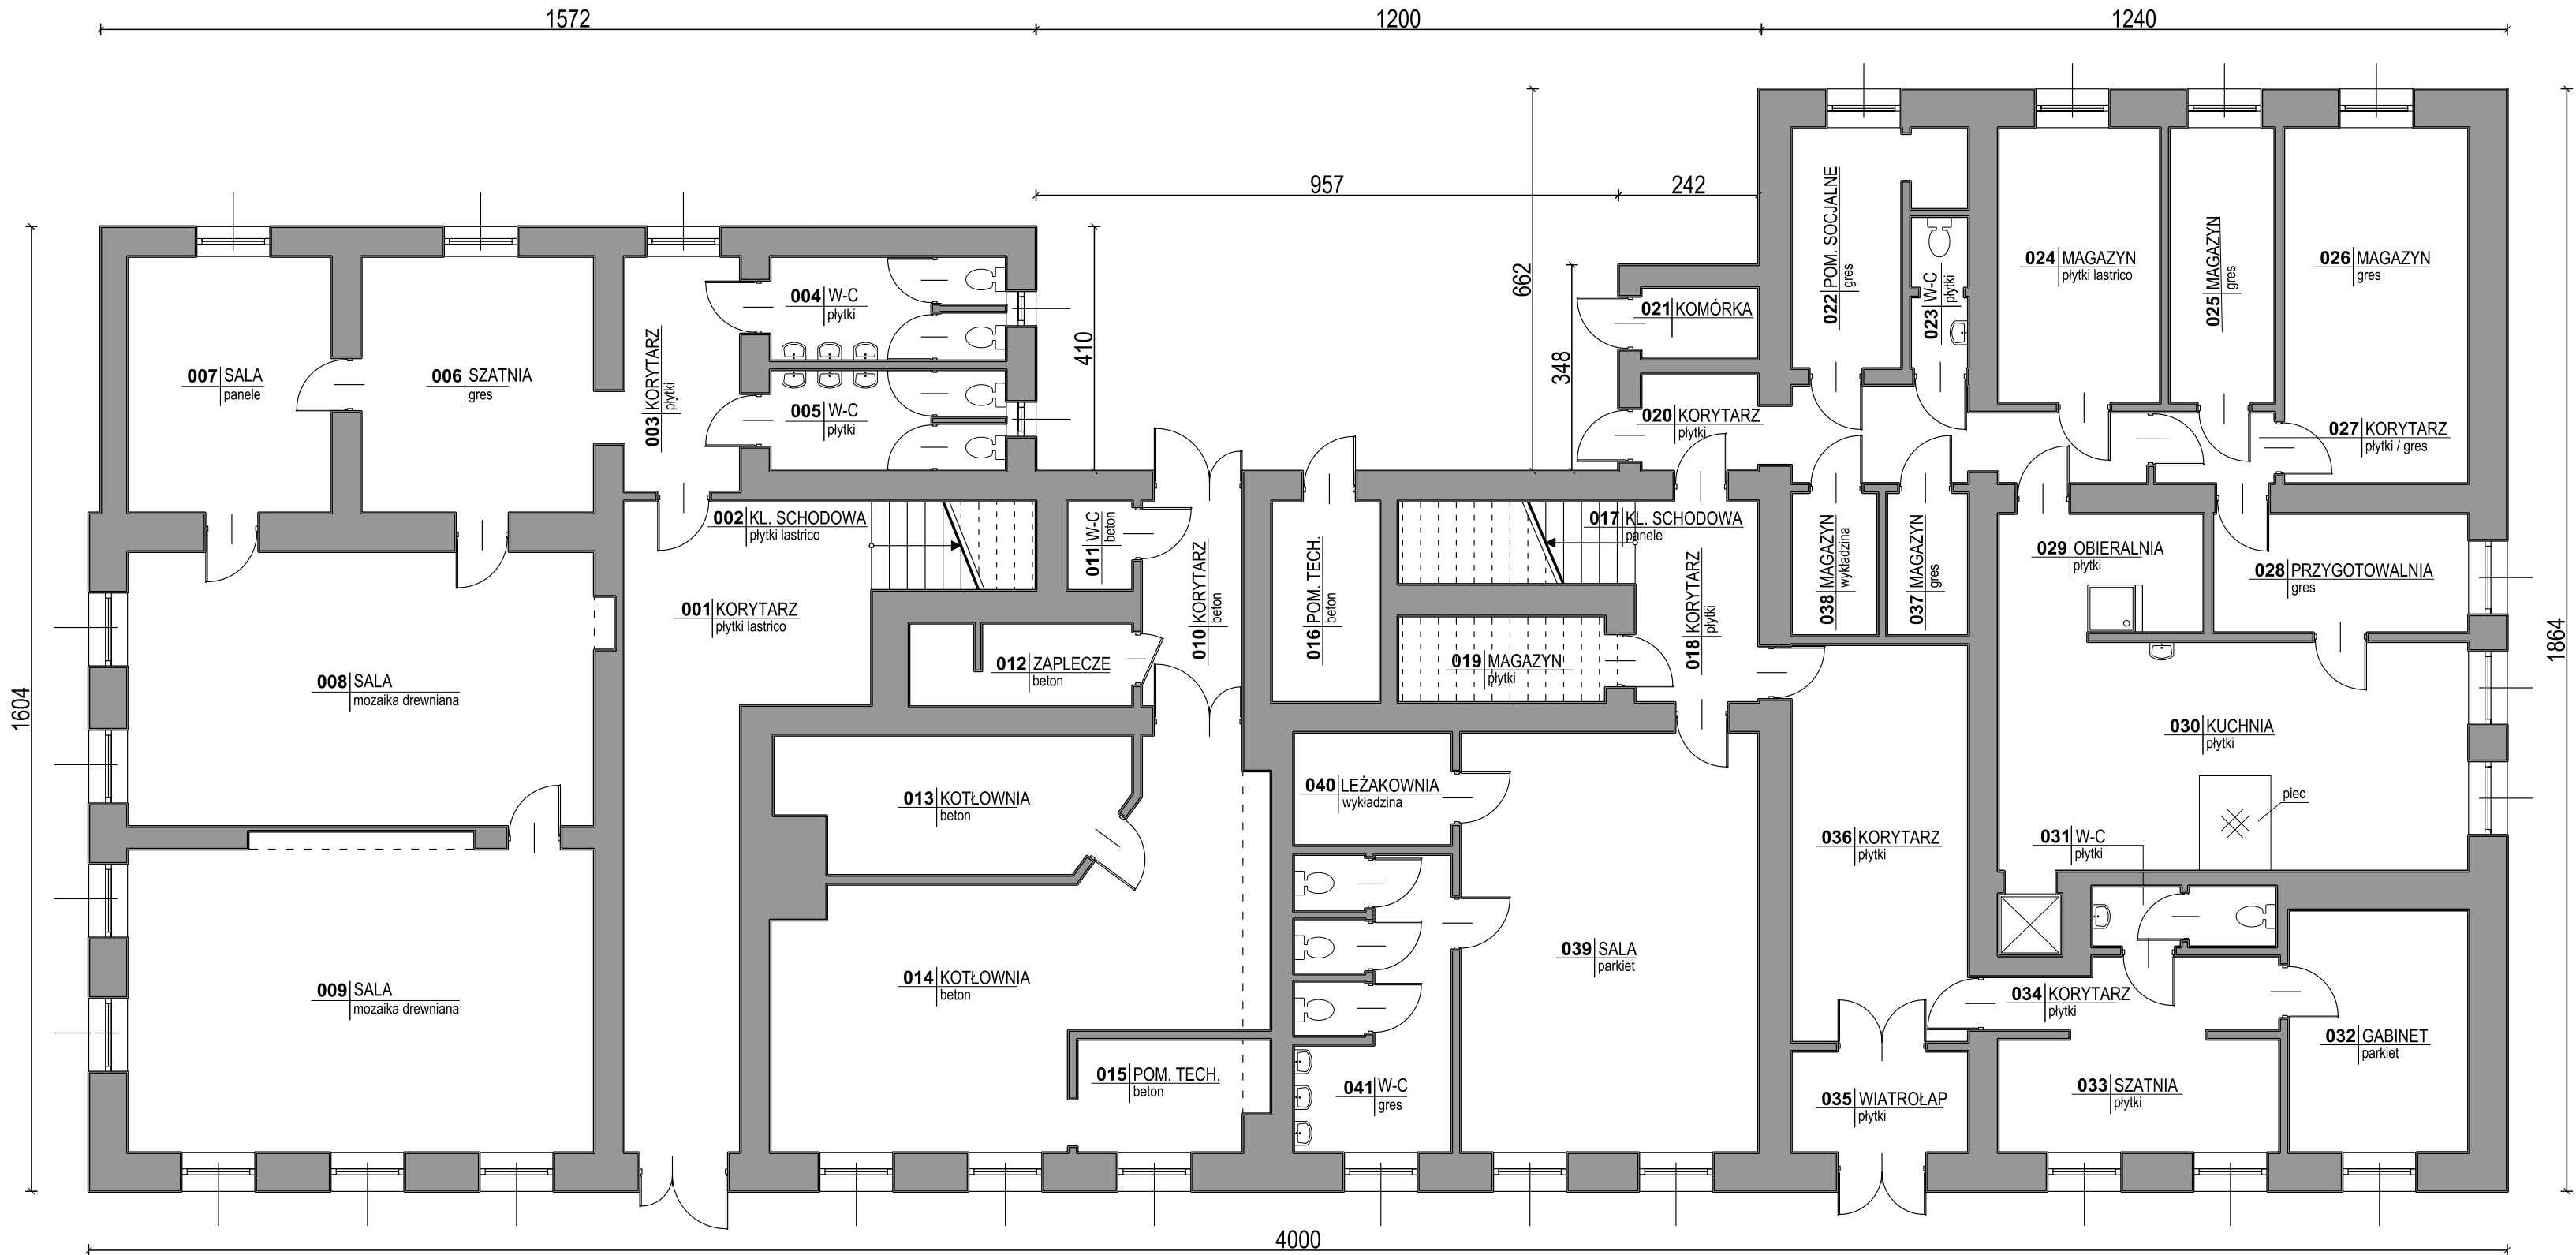 1572
1200
1240
957
242
662
410
348
1604
1864
4000
007 SALA
panele
006 SZATNIA
gres
003 KORYTARZ
płytki
004 W-C
płytki
005 W-C
płytki
002 KL. SCHODOWA
płytki lastrico
001 KORYTARZ
płytki lastrico
008 SALA
mozaika drewniana
009 SALA
mozaika drewniana
011 W-C
beton
010 KORYTARZ
beton
012 ZAPLECZE
beton
013 KOTŁOWNIA
beton
014 KOTŁOWNIA
beton
015 POM. TECH.
beton
016 POM. TECH.
beton
017 KL. SCHODOWA
panele
018 KORYTARZ
płytki
019 MAGAZYN
płytki
020 KORYTARZ
płytki
021 KOMÓRKA
022 POM. SOCJALNE
gres
023 W-C
płytki
024 MAGAZYN
płytki lastrico
025 MAGAZYN
gres
026 MAGAZYN
gres
027 KORYTARZ
płytki / gres
038 MAGAZYN
wykładzina
037 MAGAZYN
gres
029 OBIERALNIA
płytki
028 PRZYGOTOWALNIA
gres
030 KUCHNIA
płytki
piec
031 W-C
płytki
036 KORYTARZ
płytki
040 LEŻAKOWNIA
wykładzina
039 SALA
parkiet
041 W-C
gres
034 KORYTARZ
płytki
032 GABINET
parkiet
033 SZATNIA
płytki
035 WIATROŁAP
płytki